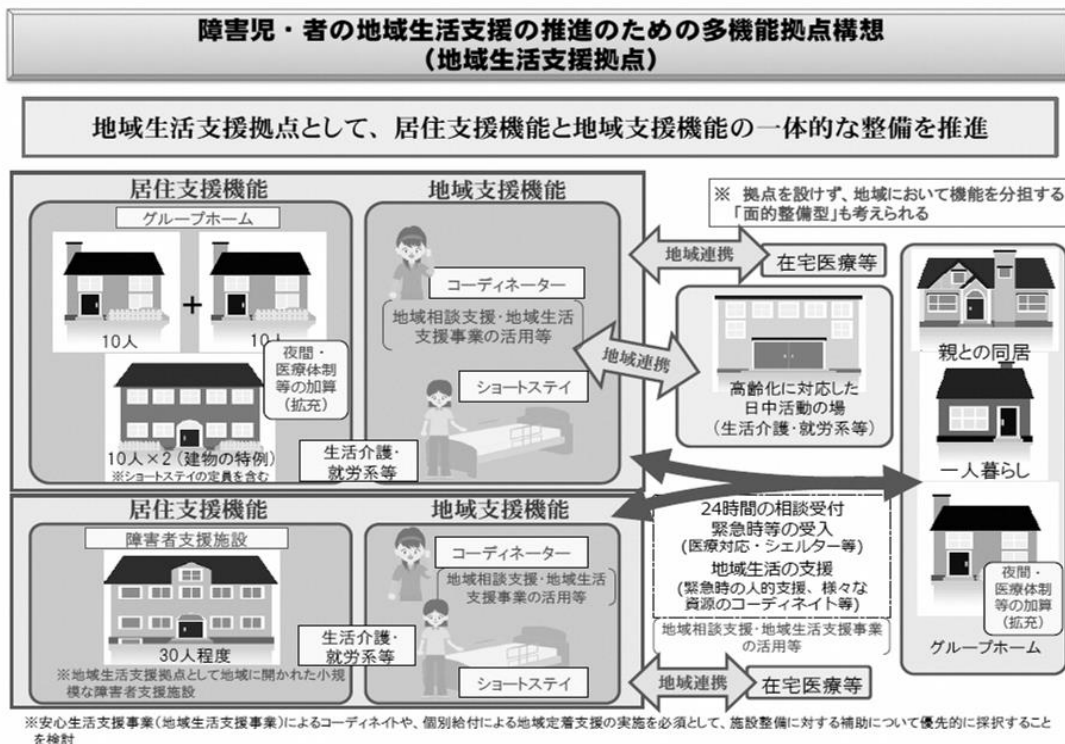 障害児・者の地域生活支援の推進のための多機能拠点構想
(地域生活支援拠点)
地域生活支援拠点として、居住支援機能と地域支援機能の一体的な整備を推進
居住支援機能
地域支援機能
グループホーム
+
10人
10人
夜間・
医療体制
等の加算
(拡充)
10人×2(建物の特例)
※ショートステイの定員を含む
コーディネーター
地域相談支援・地域生活
支援事業の活用等
ショートステイ
生活介護・
就労系等
※ 拠点を設けず、地域において機能を分担する
「面的整備型」も考えられる
地域連携
在宅医療等
地域連携
高齢化に対応した
日中活動の場
(生活介護・就労系等)
親との同居
一人暮らし
夜間・
医療体制
等の加算
(拡充)
グループホーム
24時間の相談受付
緊急時等の受入
(医療対応・シェルター等)
地域生活の支援
(緊急時の人的支援、様々な
資源のコーディネイト等)
地域相談支援・地域生活支援事業
の活用等
居住支援機能
地域支援機能
障害者支援施設
30人程度
※地域生活支援拠点として地域に開かれた小規
模な障害者支援施設
コーディネーター
地域相談支援・地域生活
支援事業の活用等
生活介護・
就労系等
ショートステイ
地域連携
在宅医療等
※安心生活支援事業(地域生活支援事業)によるコーディネイトや、個別給付による地域定着支援の実施を必須として、施設整備に対する補助について優先的に採択すること
を検討